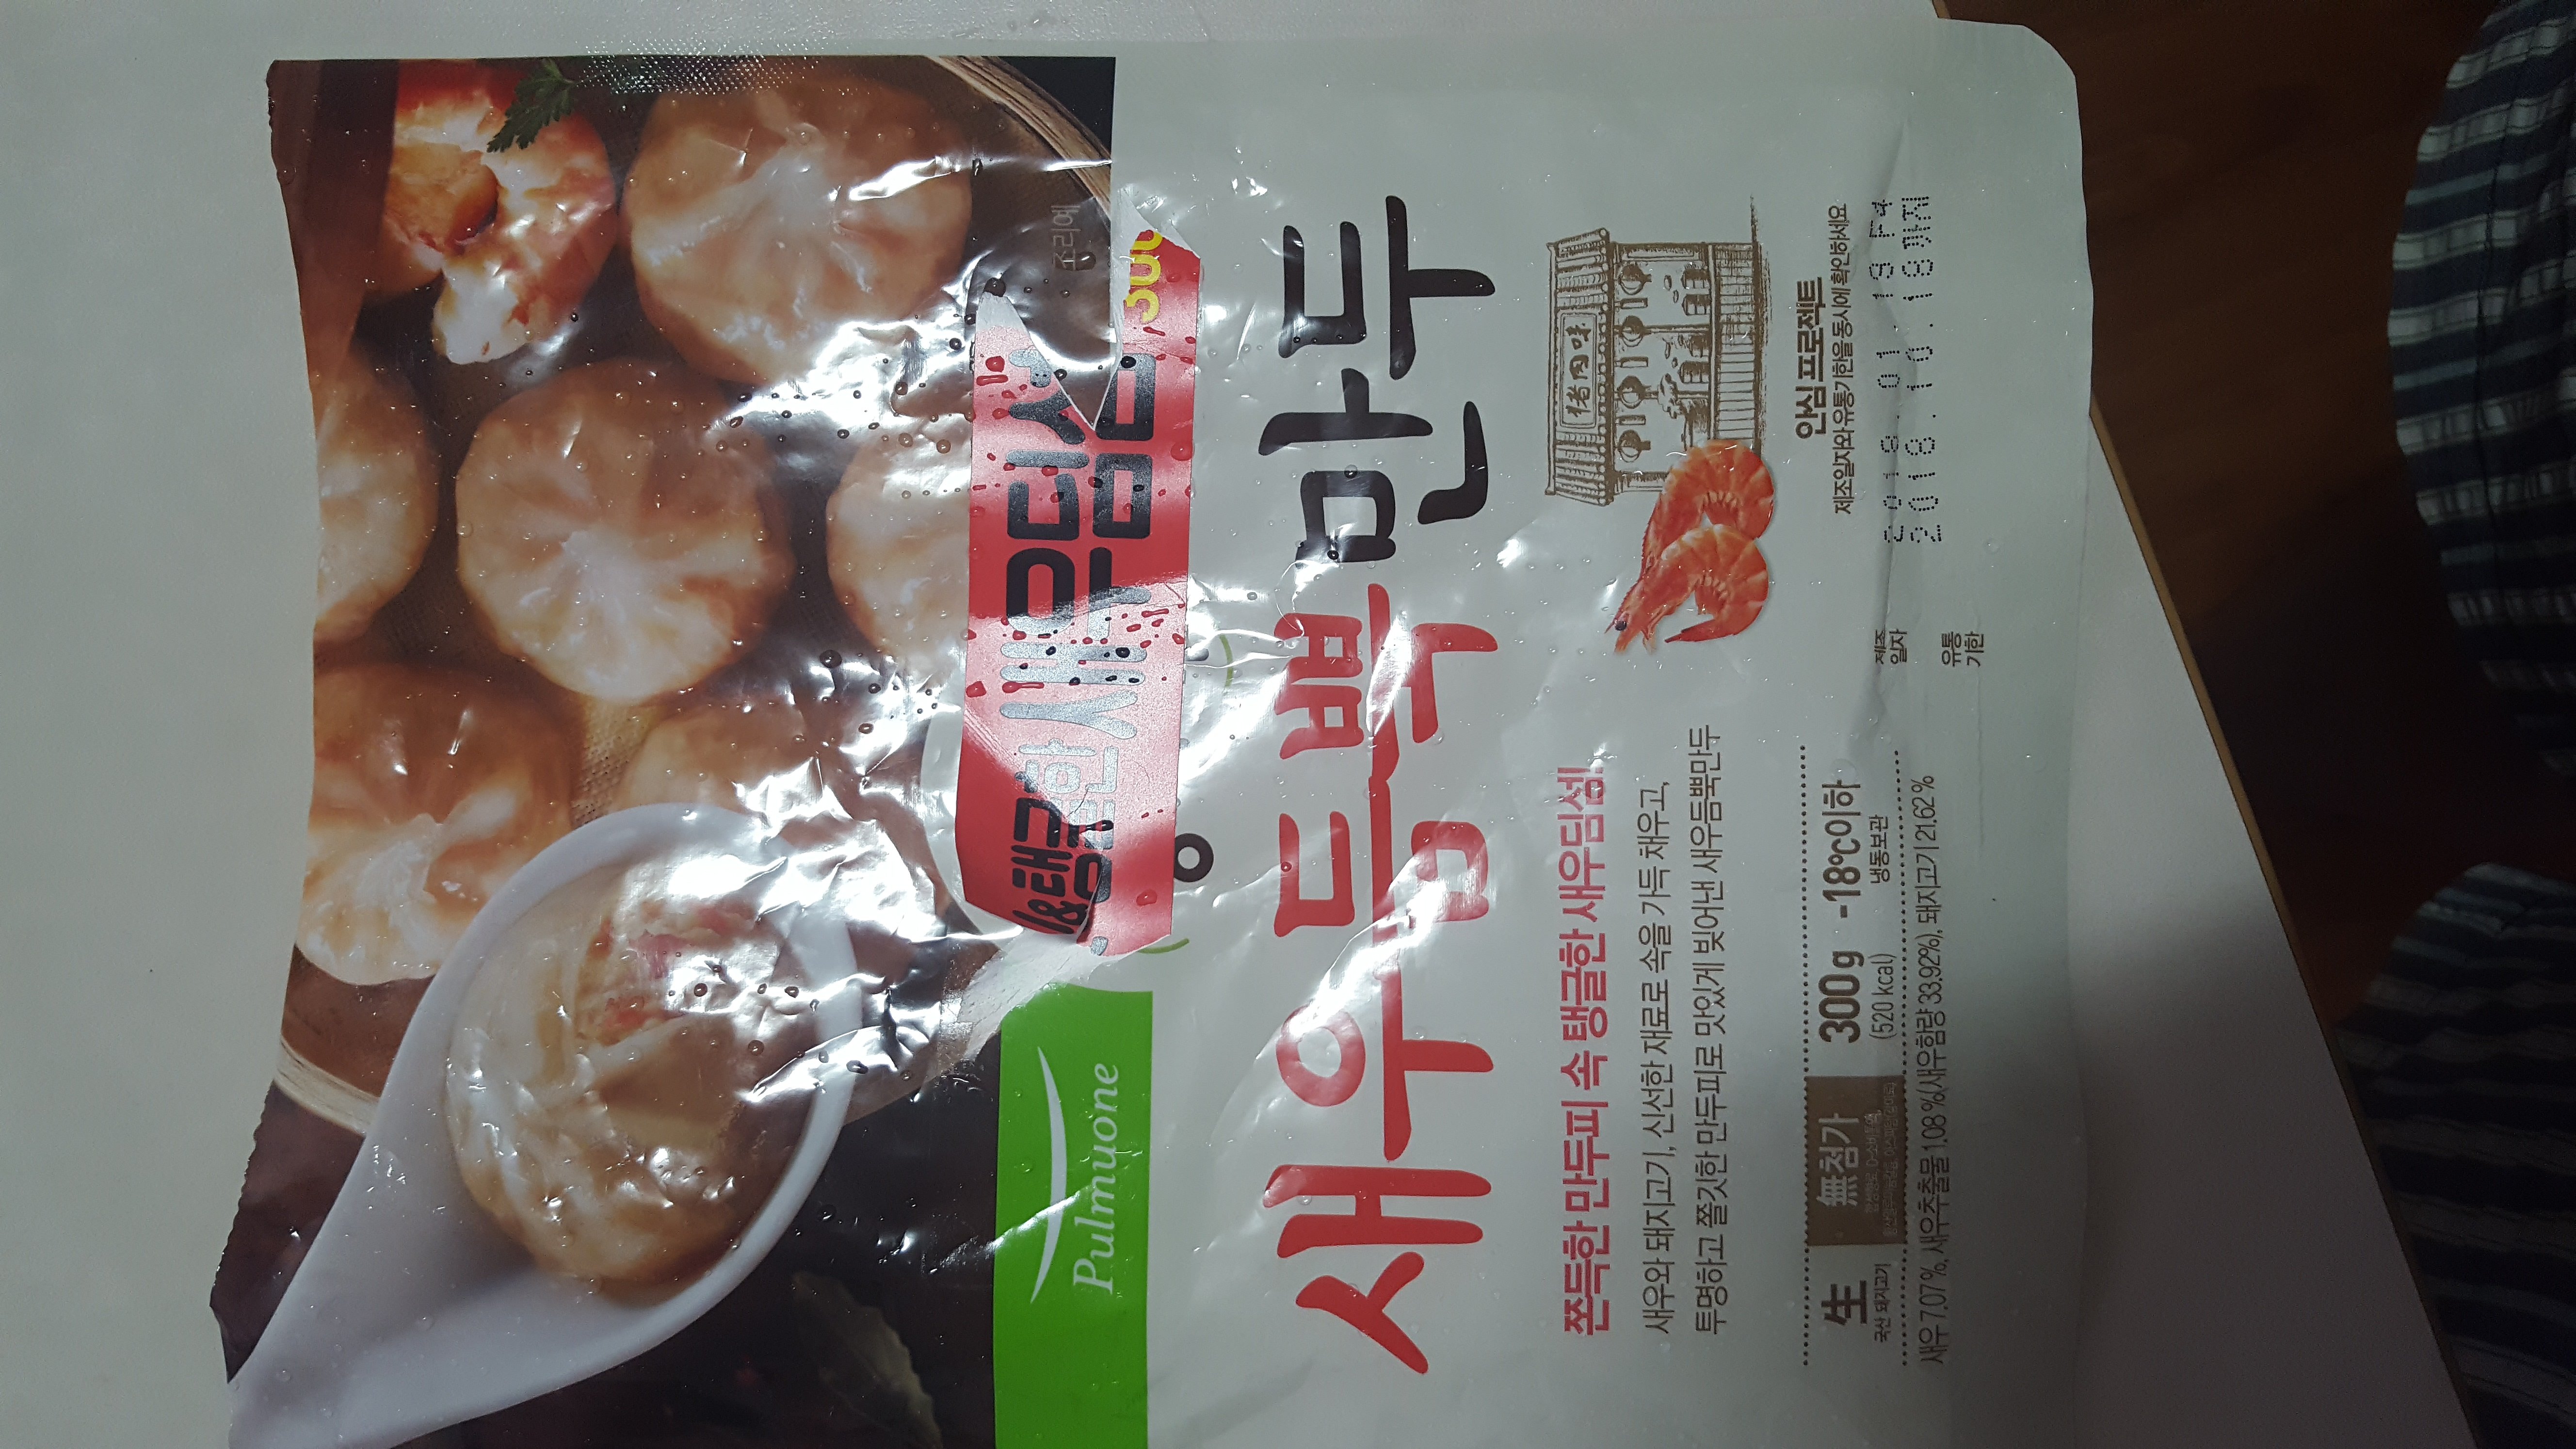 조리예
새우딤섬
Pulmuone
새우듬뿍만두
쫀득한 만두피 속 탱글한 새우딤섬!
새우와 돼지고기, 신선한 재료로 속을 가득 채우고,
투명하고 쫄깃한 만두피로 맛있게 빚어낸 새우듬뿍만두
猪肉味
生
국산 돼지고기
無첨가
300g
(520 kcal)
-18℃이하
냉동보관
새우 7.07%, 새우추출물 1.08%(새우함량 33.92%), 돼지고기 21.62%
안심 프로젝트
제조일자와 유통기한을 동시에 확인하세요
제조일자 2018.01.19 F4
유통기한 2018.10.18까지